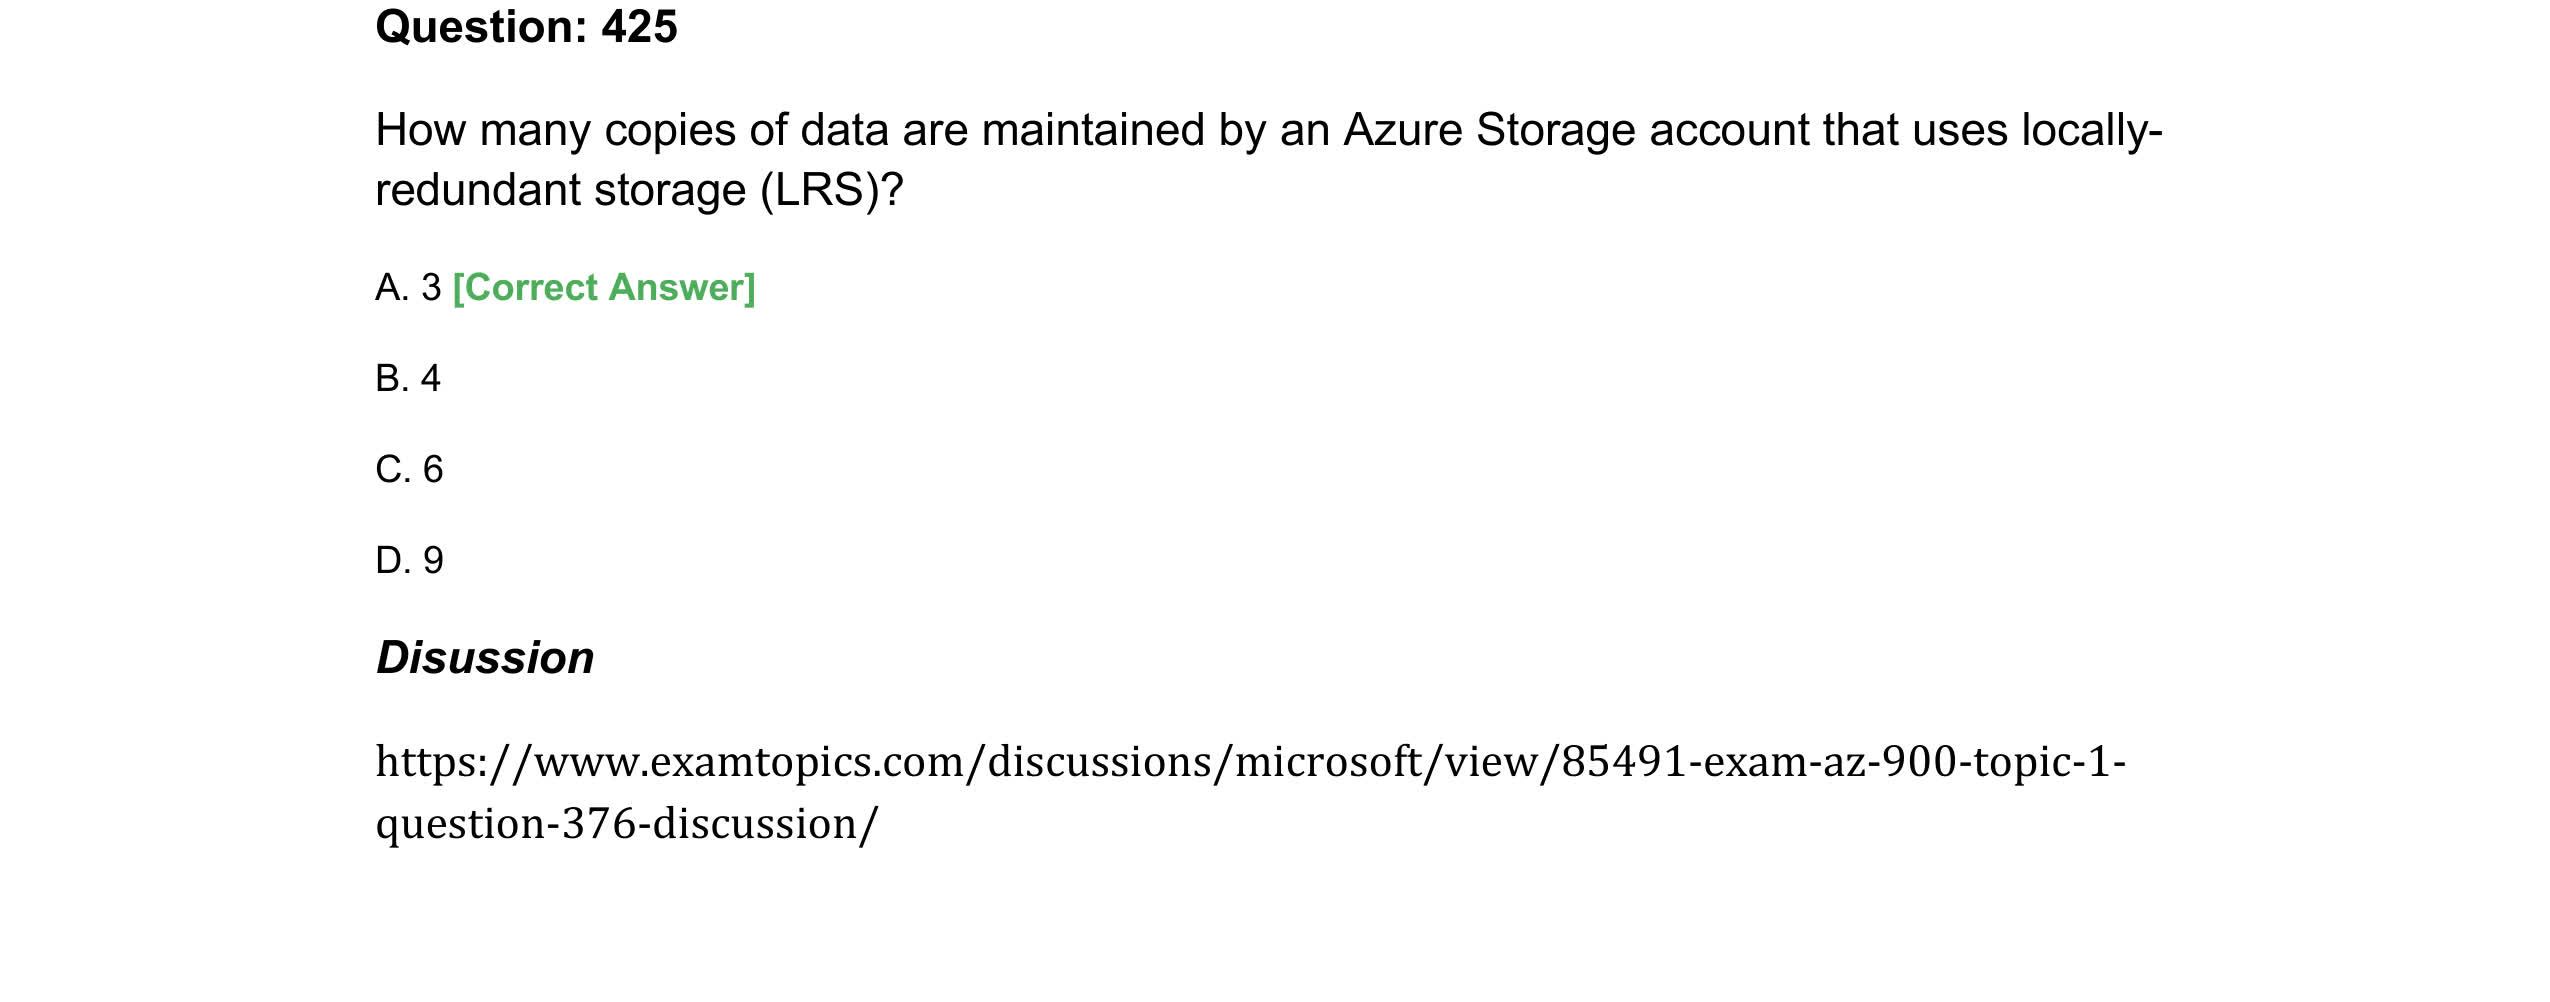 Question: 425
How many copies of data are maintained by an Azure Storage account that uses locally-
redundant storage (LRS)?
A. 3 [Correct Answer]
B. 4
C. 6
D. 9
Disussion
https://www.examtopics.com/discussions/microsoft/view/85491-exam-az-900-topic-1-
question-376-discussion/